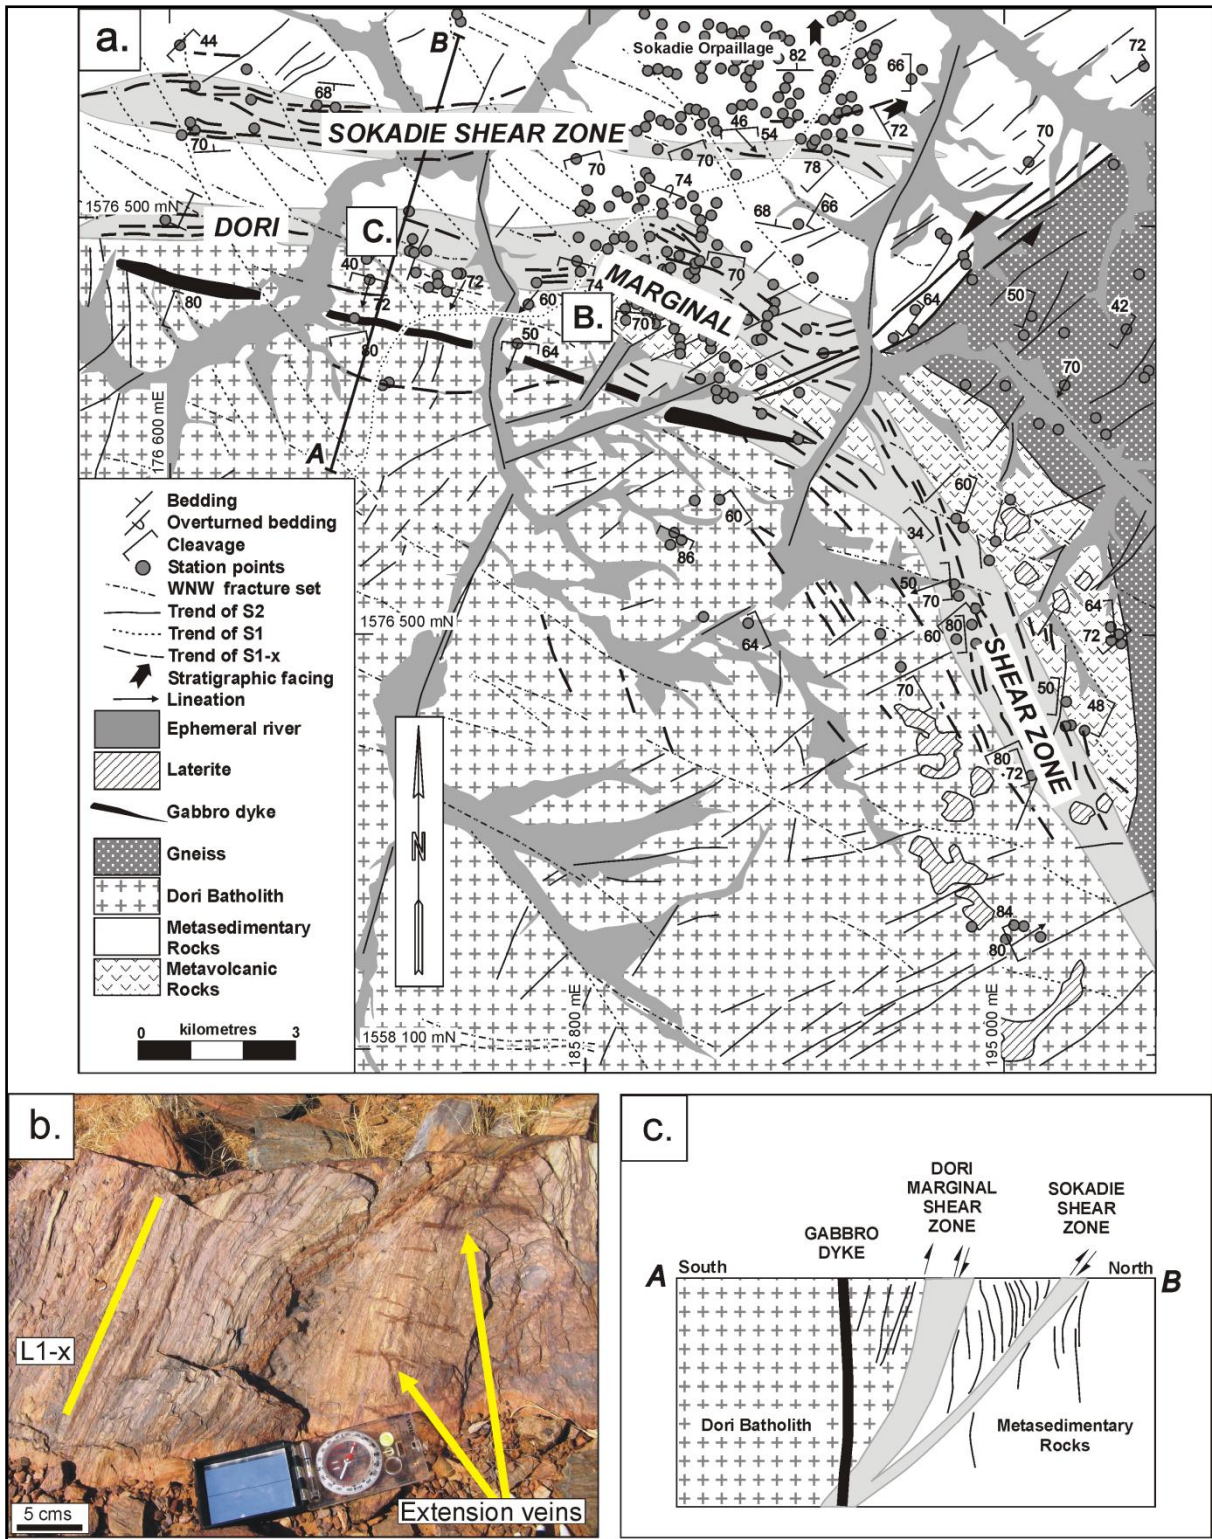 a.
B
44
Sokadie Orpaillage
82
66
72
68
SOKADIE SHEAR ZONE
46
54
72
70
70
70
70
78
74
1576 500 mN
DORI
C.
68
66
40
72
72
74
70
MARGINAL
60
B.
70
64
50
42
80
80
50
64
70
176 600 mE
A
60
60
34
86
50
70
64
72
80
60
1576 500 mN
64
SHEAR ZONE
50
48
70
80
72
84
80
Bedding
Overturned bedding
Cleavage
Station points
WNW fracture set
Trend of S2
Trend of S1
Trend of S1-x
Stratigraphic facing
Lineation
Ephemeral river
Laterite
Gabbro dyke
Gneiss
Dori Batholith
Metasedimentary
Rocks
Metavolcanic
Rocks
N
0 kilometres 3
1558 100 mN
185 800 mE
195 000 mE
b.
L1-x
5 cms
Extension veins
c.
DORI
MARGINAL
SHEAR
ZONE
SOKADIE
SHEAR
ZONE
GABBRO
DYKE
A South
North B
Dori Batholith
Metasedimentary
Rocks